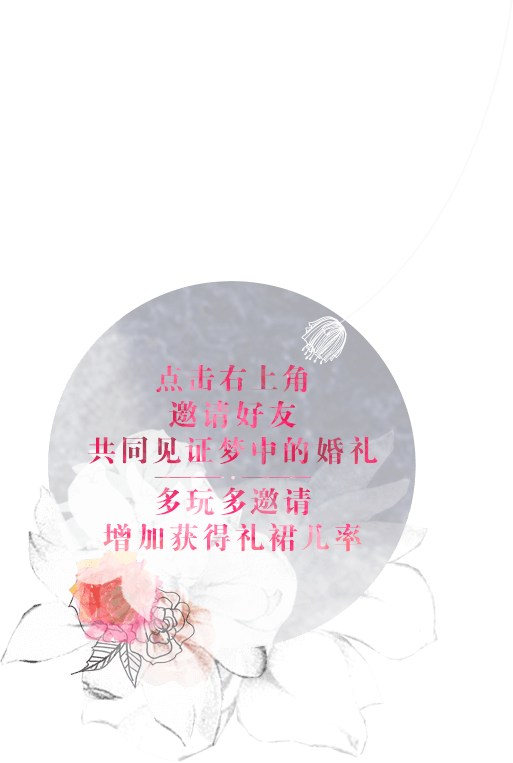 点击右上角
邀请好友
共同见证梦中的婚礼
多玩多邀请
增加获得礼裙几率